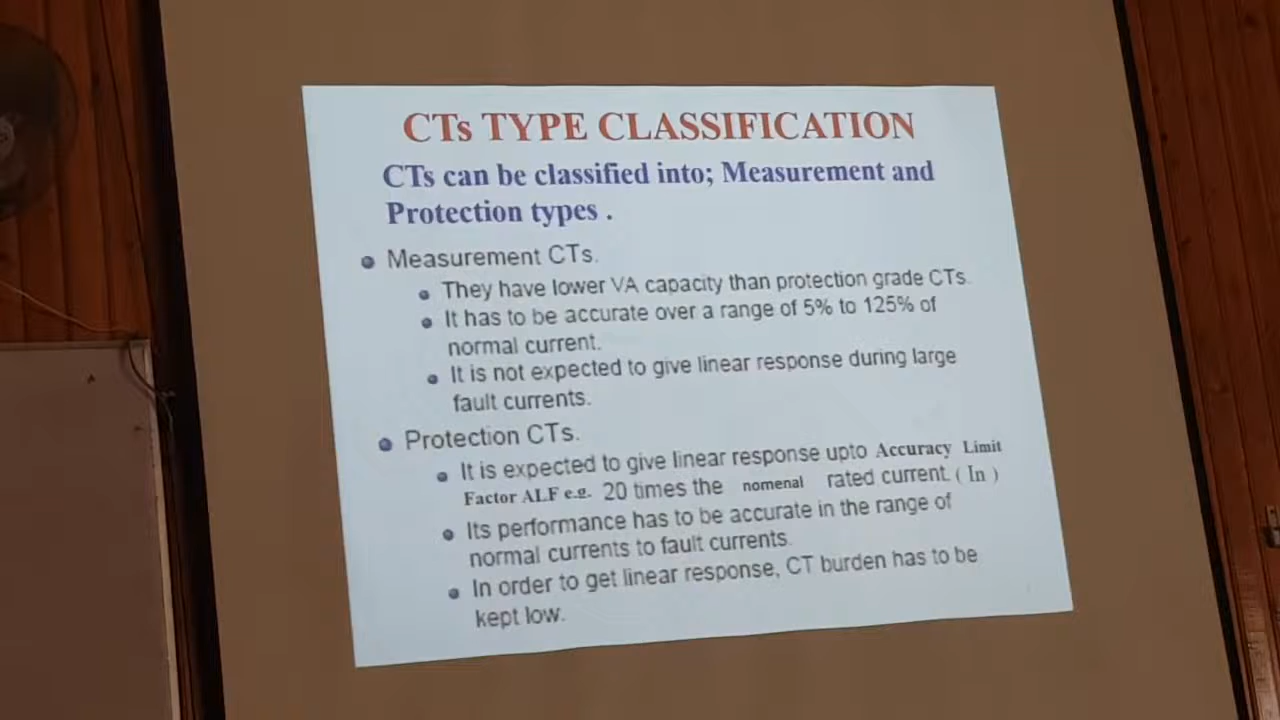 CTs TYPE CLASSIFICATION
CTs can be classified into; Measurement and
Protection types .
Measurement CTs.
They have lower VA capacity than protection grade CTs.
It has to be accurate over a range of 5% to 125% of
normal current.
It is not expected to give linear response during large
fault currents.
Protection CTs.
It is expected to give linear response upto Accuracy Limit
Factor ALF e.g. 20 times the nomenal rated current. ( In )
Its performance has to be accurate in the range of
normal currents to fault currents.
In order to get linear response, CT burden has to be
kept low.